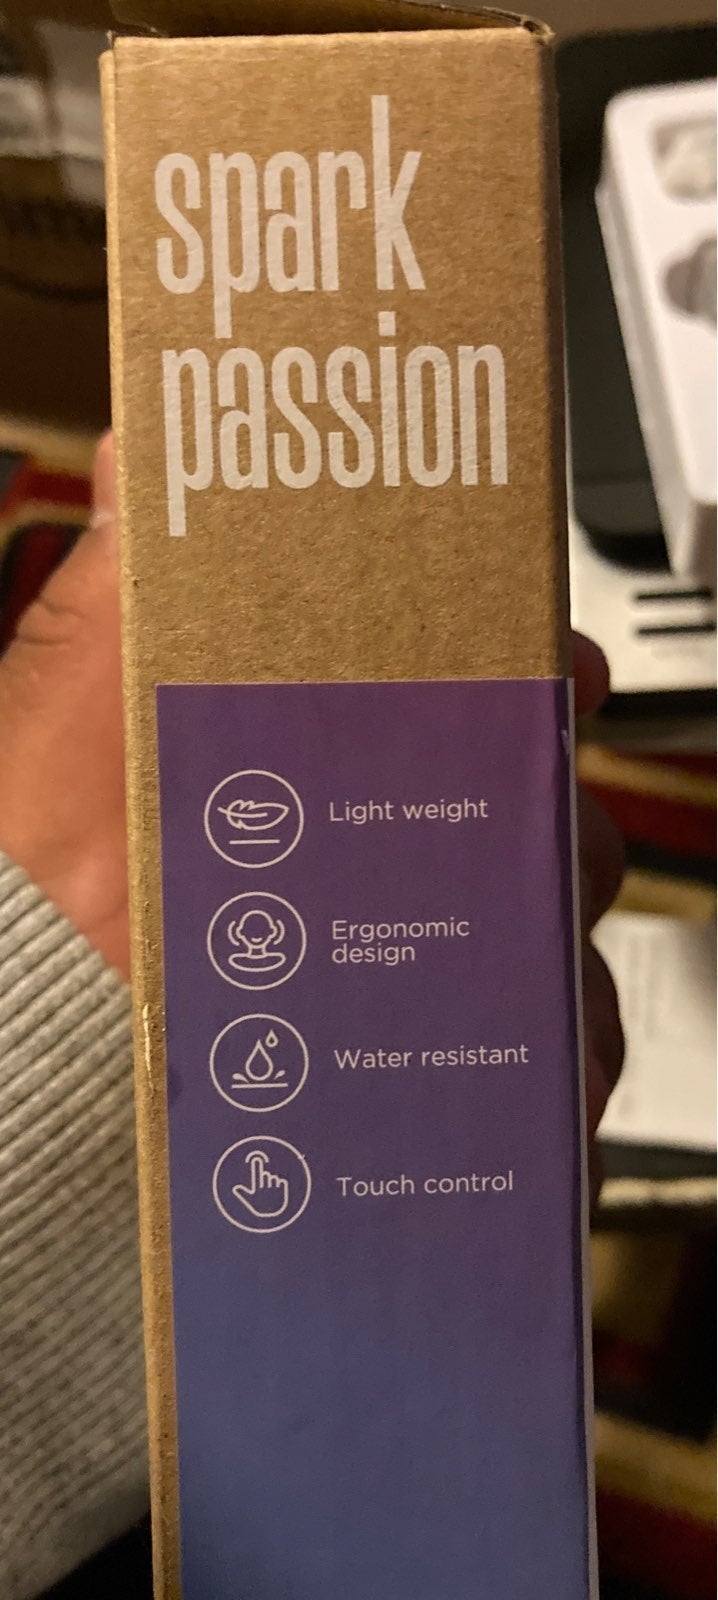 spark
passion
Light weight
Ergonomic
design
Water resistant
Touch control